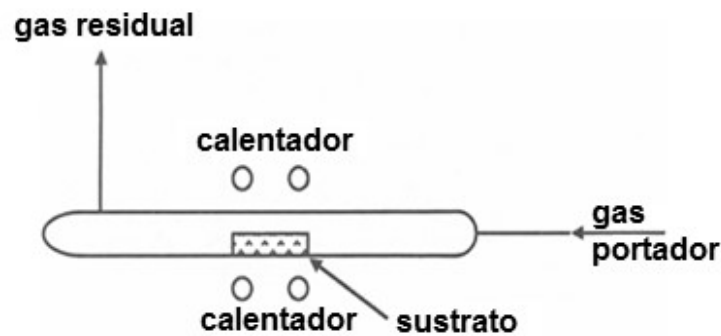 gas residual
calentador
gas
portador
calentador
sustrato